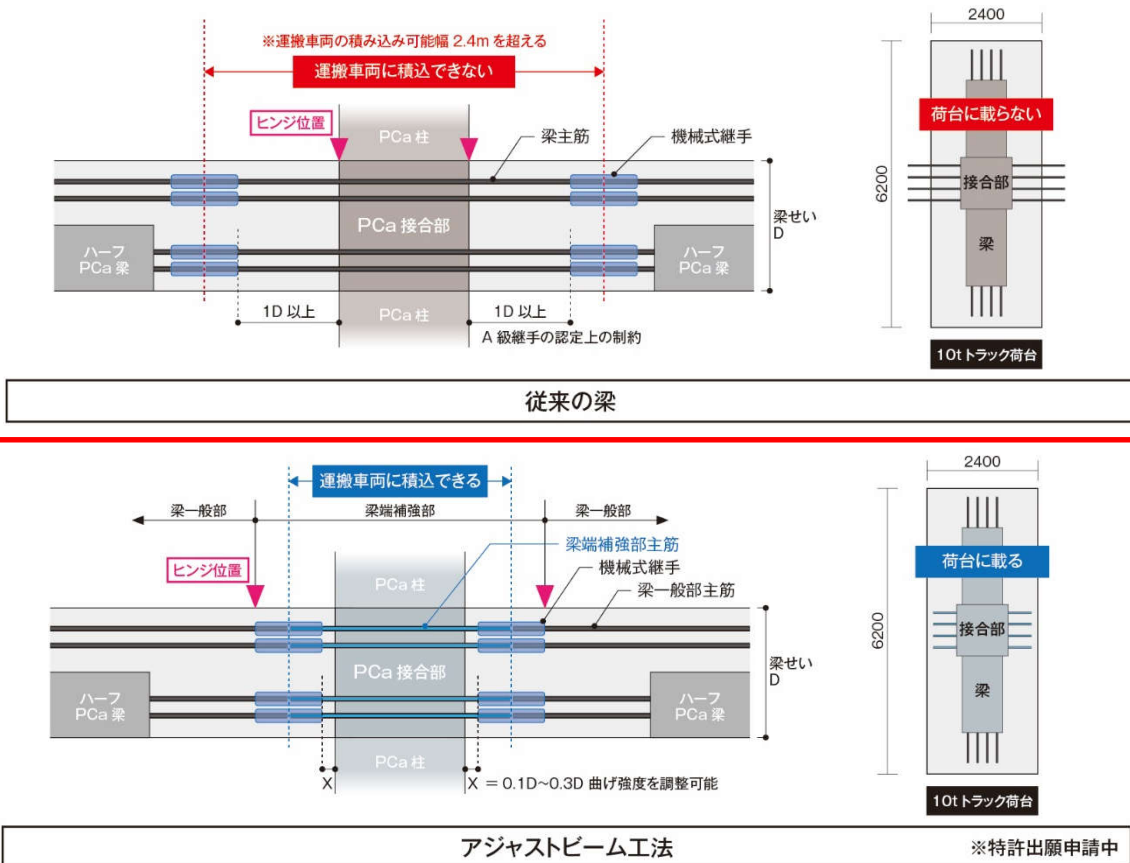 ※運搬車両の積み込み可能幅 2.4m を超える
運搬車両に積込できない
ヒンジ位置
PCa 柱
梁主筋
機械式継手
PCa 接合部
梁せい
D
ハーフ
PCa 梁
ハーフ
PCa 梁
1D 以上
PCa 柱
1D 以上
A 級継手の認定上の制約
2400
荷台に載らない
6200
接合部
梁
10t トラック荷台
従来の梁
運搬車両に積込できる
梁一般部
梁端補強部
梁一般部
梁端補強部主筋
ヒンジ位置
機械式継手
PCa 柱
梁一般部主筋
PCa 接合部
梁せい
D
ハーフ
PCa 梁
ハーフ
PCa 梁
PCa 柱
X
X = 0.1D~0.3D 曲げ強度を調整可能
2400
荷台に載る
6200
接合部
梁
10t トラック荷台
アジャストビーム工法
※特許出願申請中